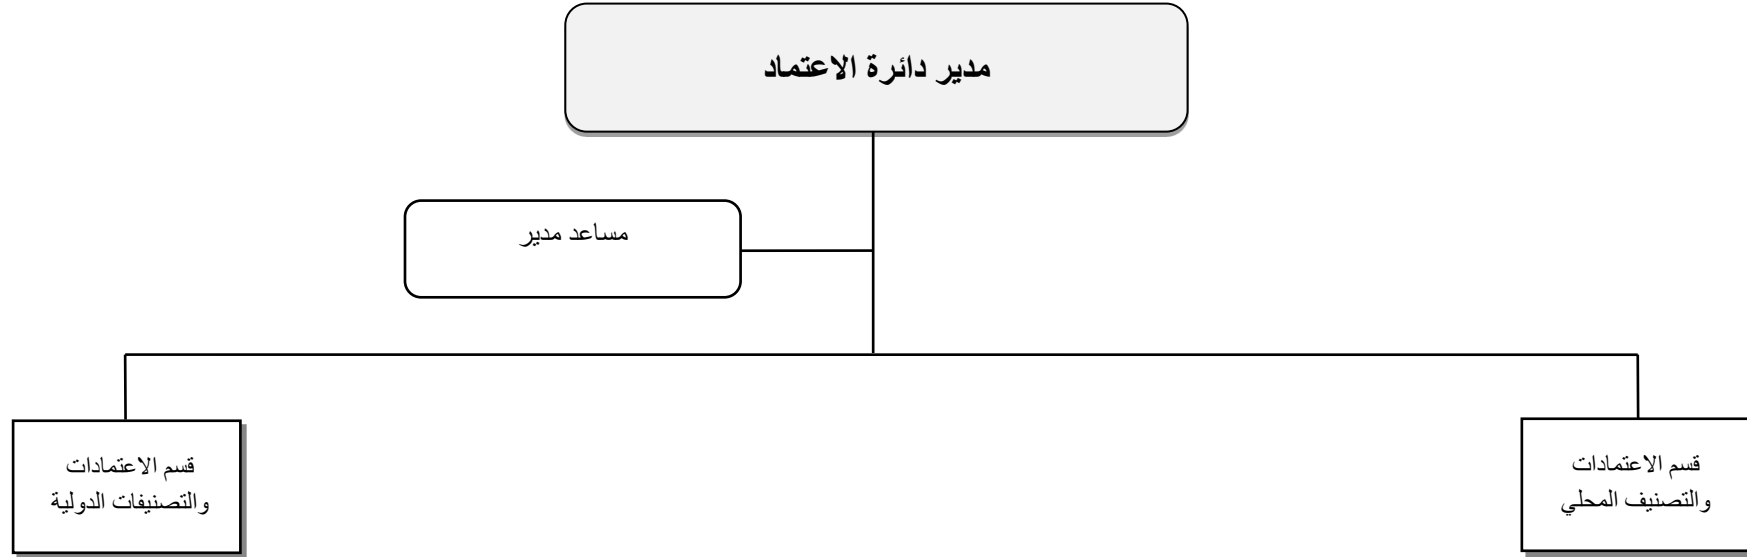 مدير دائرة الاعتماد
مساعد مدير
قسم الاعتمادات
والتصنيف المحلي
قسم الاعتمادات
والتصنيفات الدولية